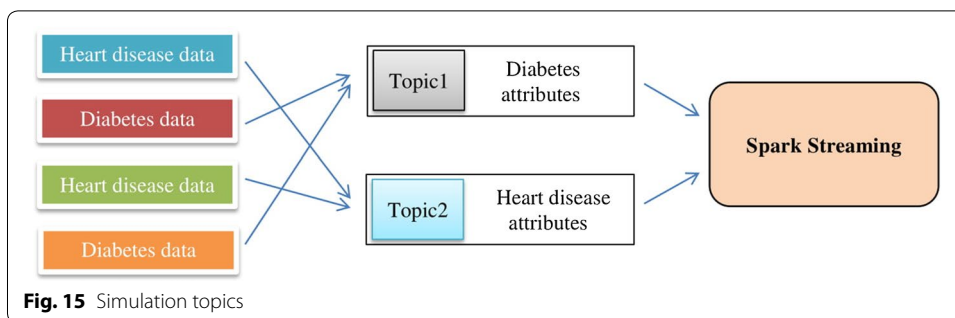 Heart disease data
Diabetes data
Heart disease data
Diabetes data
Topic1
Diabetes
attributes
Topic2
Heart disease
attributes
Spark Streaming
Fig. 15 Simulation topics